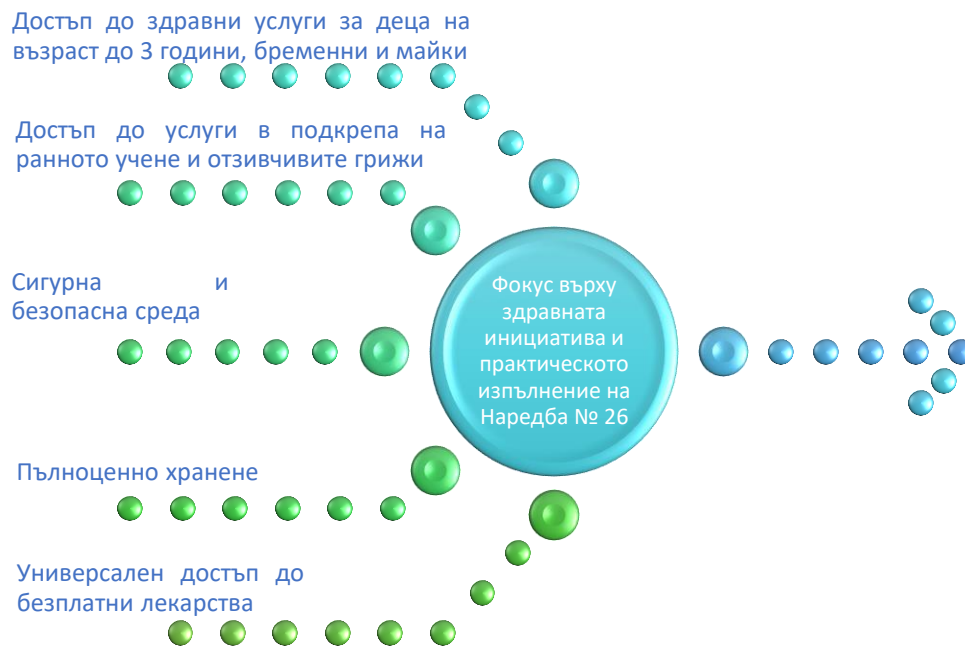 Достъп до здравни услуги за деца на
възраст до 3 години, бременни и майки
Достъп до услуги в подкрепа на
ранното учене и отзивчивите грижи
Сигурна и
безопасна среда
Пълноценно хранене
Универсален достъп до
безплатни лекарства
Фокус върху
здравната
инициатива и
практическото
изпълнение на
Наредба № 26